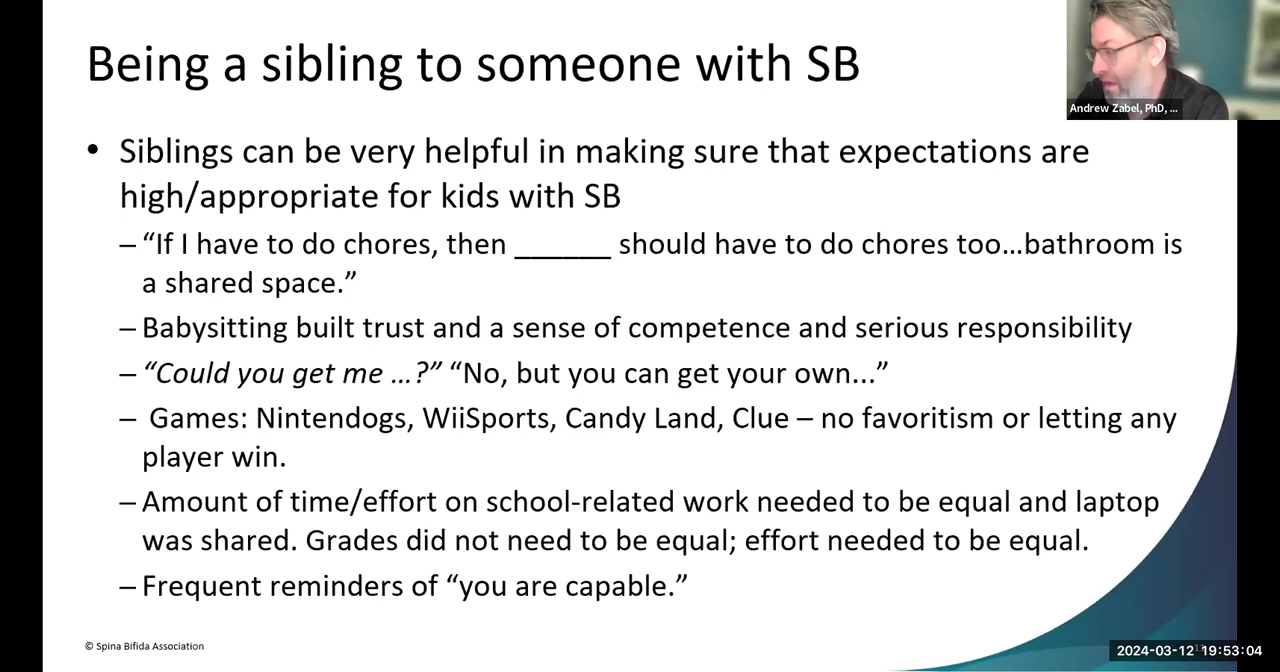 Being a sibling to someone with SB
Andrew Zabel, PhD, ...
• Siblings can be very helpful in making sure that expectations are
high/appropriate for kids with SB
– “If I have to do chores, then ______ should have to do chores too…bathroom is
a shared space.”
– Babysitting built trust and a sense of competence and serious responsibility
– “Could you get me …?” “No, but you can get your own...”
– Games: Nintendogs, WiiSports, Candy Land, Clue – no favoritism or letting any
player win.
– Amount of time/effort on school-related work needed to be equal and laptop
was shared. Grades did not need to be equal; effort needed to be equal.
– Frequent reminders of “you are capable.”
© Spina Bifida Association
2024-03-12 19:53:04